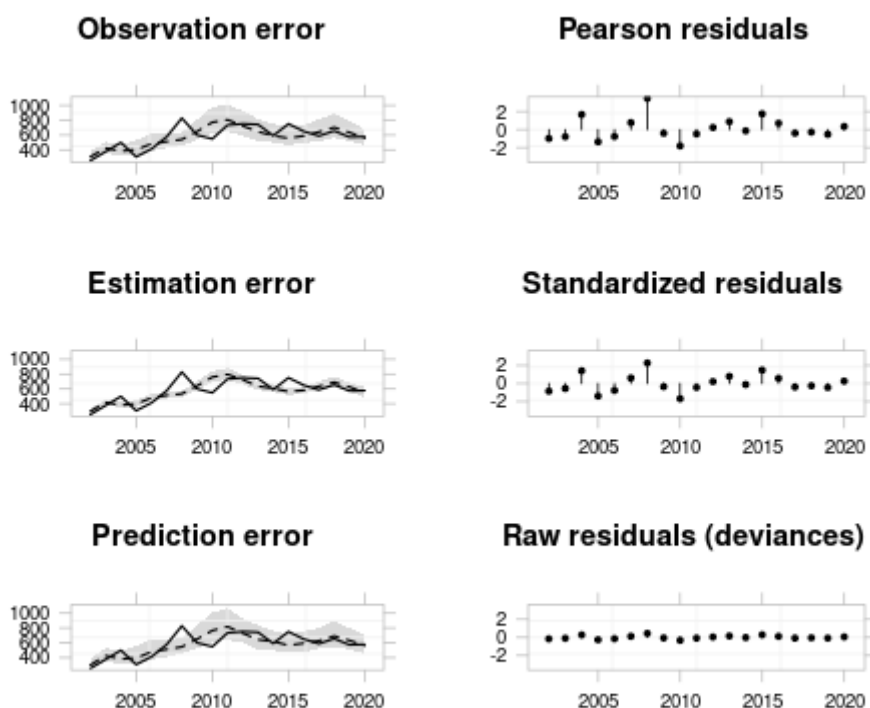 Observation error
Pearson residuals
1000
800
600
400
2005 2010 2015 2020
2
0
-2
2005 2010 2015 2020
Estimation error
Standardized residuals
1000
800
600
400
2005 2010 2015 2020
2
0
-2
2005 2010 2015 2020
Prediction error
Raw residuals (deviances)
1000
800
600
400
2005 2010 2015 2020
2
0
-2
2005 2010 2015 2020